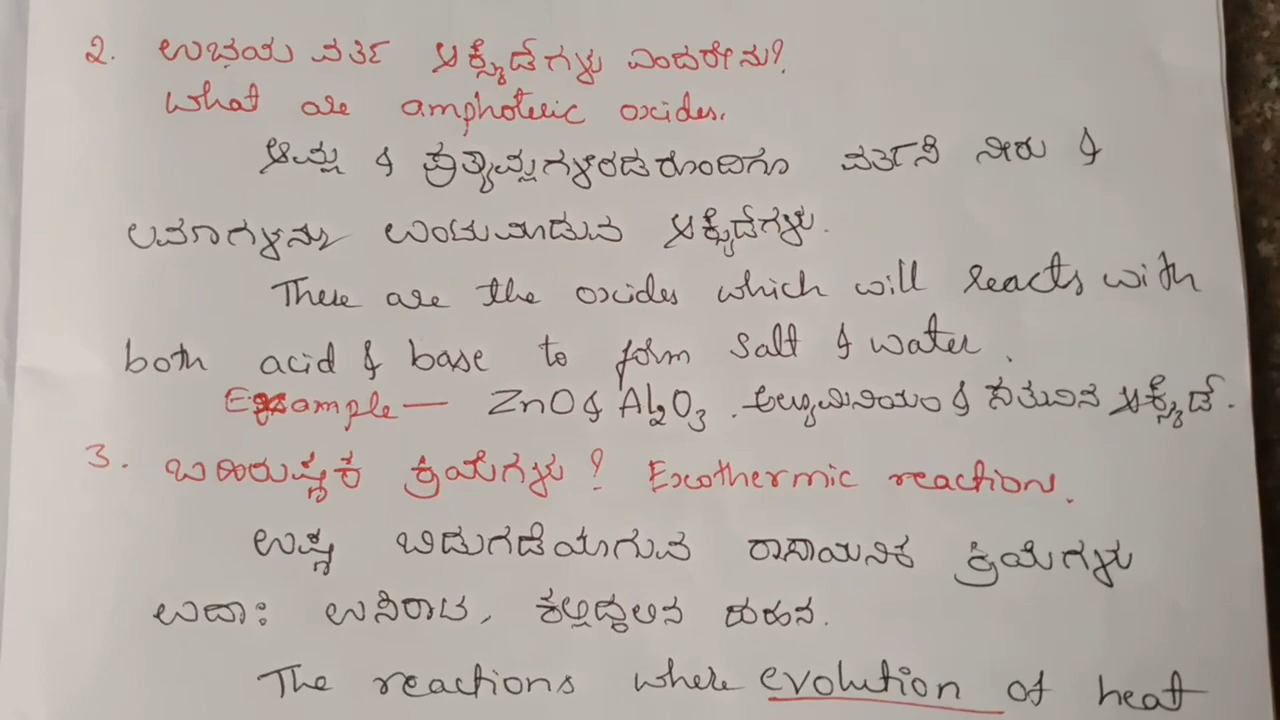 2. ಉಭಯ ವರ್ತಿ ಆಕ್ಸೈಡ್‌ಗಳು ಎಂದರೇನು?
What are amphoteric oxides.
ಆಮ್ಲ & ಪ್ರತ್ಯಾಮ್ಲಗಳೆರಡರೊಂದಿಗೂ ವರ್ತಿಸಿ ನೀರು &
ಲವಣಗಳನ್ನು ಉಂಟುಮಾಡುವ ಆಕ್ಸೈಡ್‌ಗಳು.
These are the oxides which will reacts with
both acid & base to form salt & water.
Example — ZnO & Al₂O₃. ಅಲ್ಯುಮಿನಿಯಂ & ಸತುವಿನ ಆಕ್ಸೈಡ್.
3. ಬಹಿರುಷ್ಣಕ ಕ್ರಿಯೆಗಳು? Exothermic reaction.
ಉಷ್ಣ ಬಿಡುಗಡೆಯಾಗುವ ರಾಸಾಯನಿಕ ಕ್ರಿಯೆಗಳು
ಉದಾ: ಉಸಿರಾಟ, ಕಲ್ಲಿದ್ದಲಿನ ದಹನ.
The reactions where evolution of heat